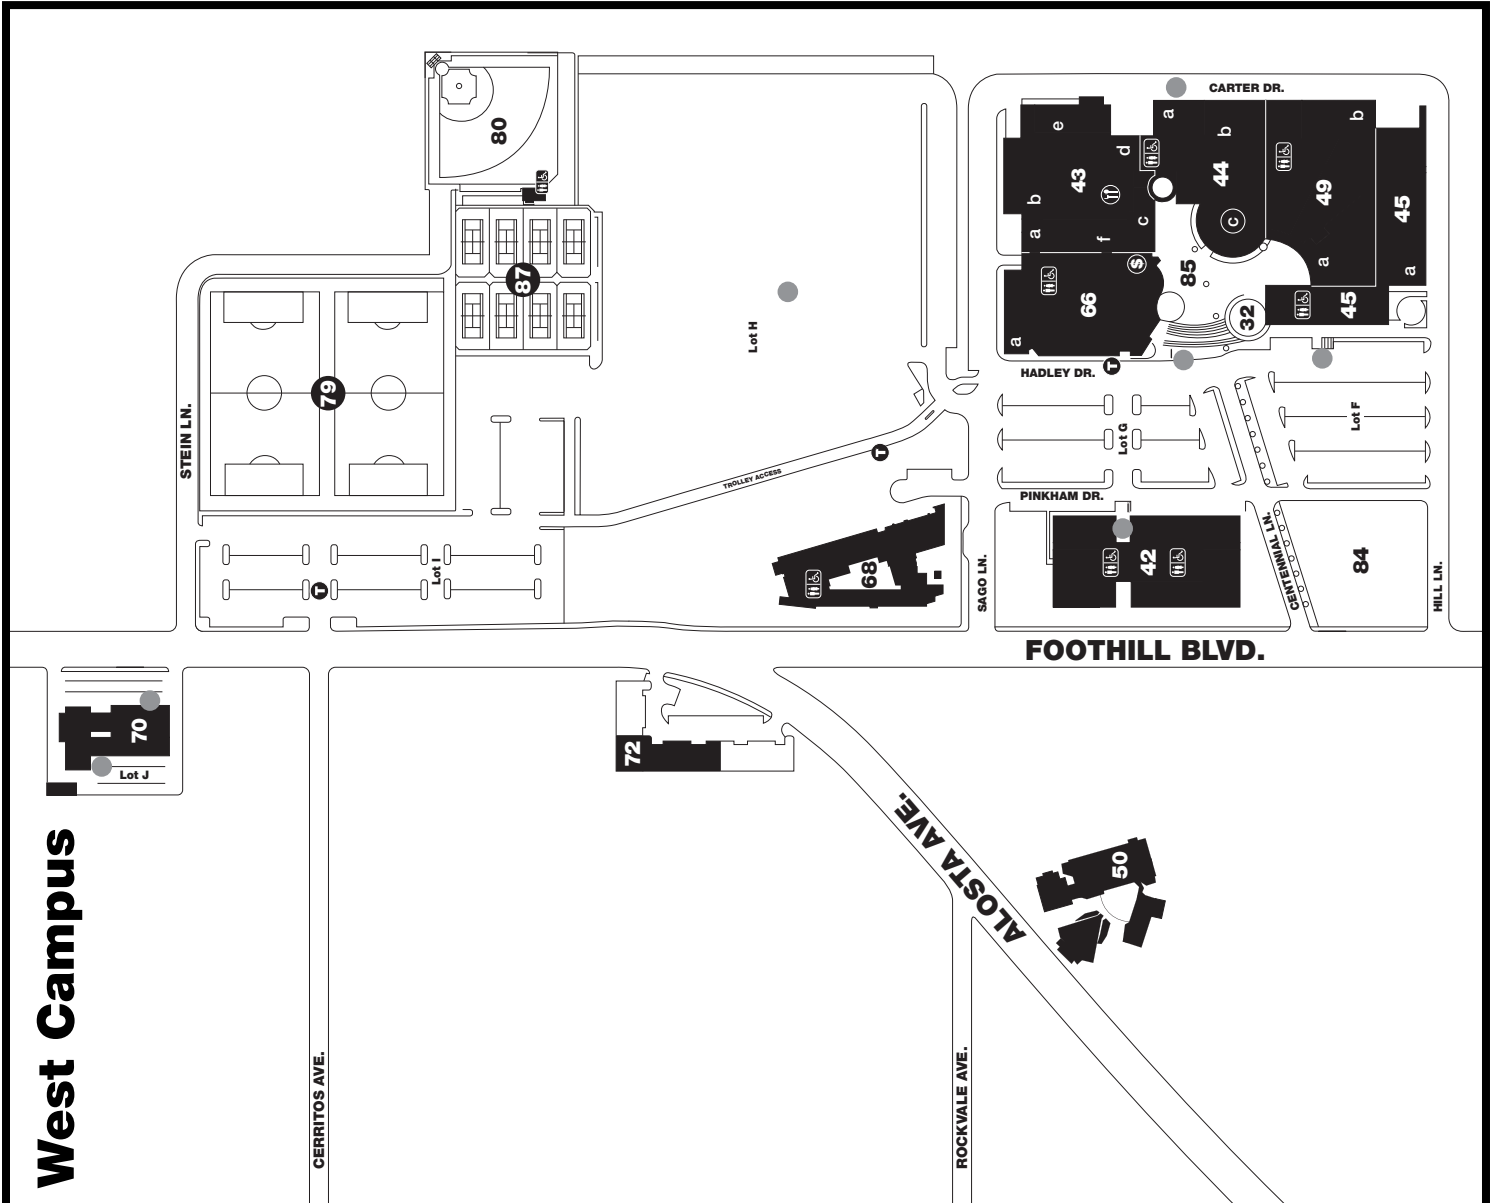 CARTER DR.
80
e
d
a
b
b
43
44
49
45
b
a
f
c
C
$
85
a
a
87
66
32
45
a
Lot H
HADLEY DR.
T
79
STEIN LN.
Lot G
Lot F
T
TROLLEY ACCESS
PINKHAM DR.
Lot I
T
68
SAGO LN.
42
CENTENNIAL LN.
84
HILL LN.
FOOTHILL BLVD.
70
Lot J
72
ALOSTA AVE.
50
West Campus
CERRITOS AVE.
ROCKVALE AVE.